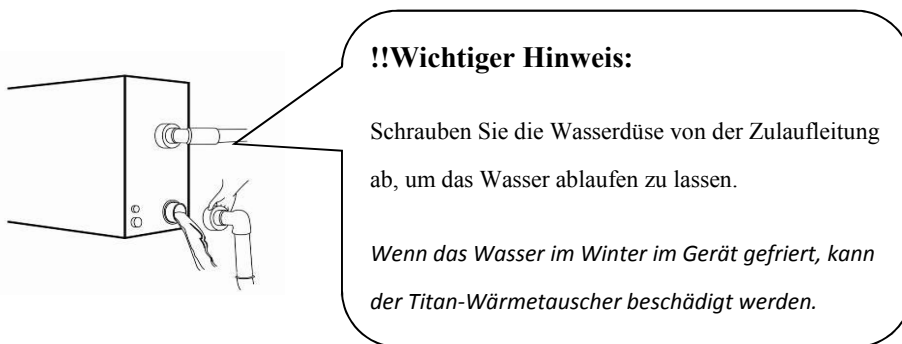 !!Wichtiger Hinweis:
Schrauben Sie die Wasserdüse von der Zulaufleitung
ab, um das Wasser ablaufen zu lassen.
Wenn das Wasser im Winter im Gerät gefriert, kann
der Titan-Wärmetauscher beschädigt werden.